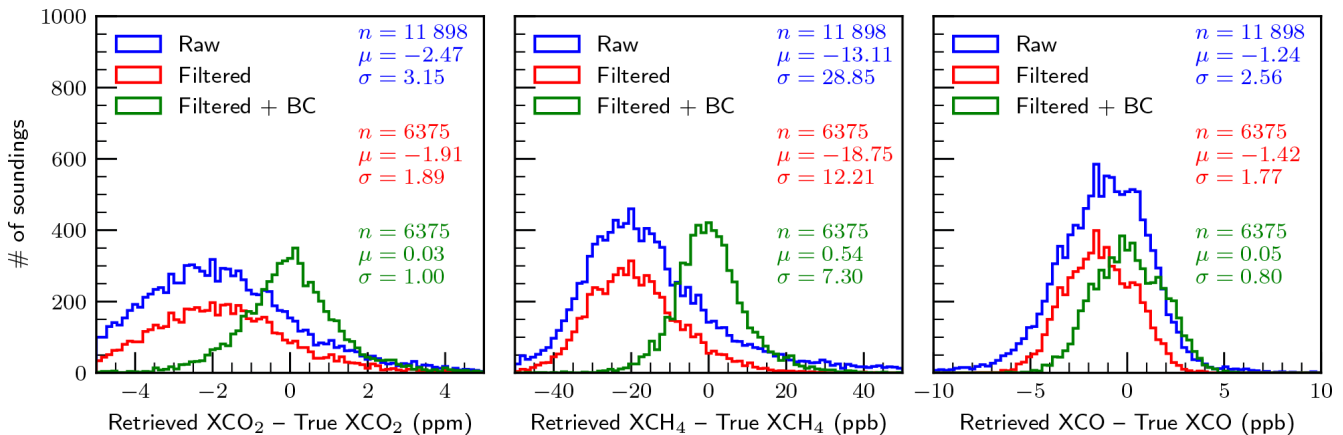 1000
800
600
400
200
0
# of soundings
Raw
Filtered
Filtered + BC
n = 11 898
μ = −2.47
σ = 3.15
n = 6375
μ = −1.91
σ = 1.89
n = 6375
μ = 0.03
σ = 1.00
−4 −2 0 2 4
Retrieved XCO₂ – True XCO₂ (ppm)
Raw
Filtered
Filtered + BC
n = 11 898
μ = −13.11
σ = 28.85
n = 6375
μ = −18.75
σ = 12.21
n = 6375
μ = 0.54
σ = 7.30
−40 −20 0 20 40
Retrieved XCH₄ – True XCH₄ (ppb)
Raw
Filtered
Filtered + BC
n = 11 898
μ = −1.24
σ = 2.56
n = 6375
μ = −1.42
σ = 1.77
n = 6375
μ = 0.05
σ = 0.80
−10 −5 0 5 10
Retrieved XCO – True XCO (ppb)